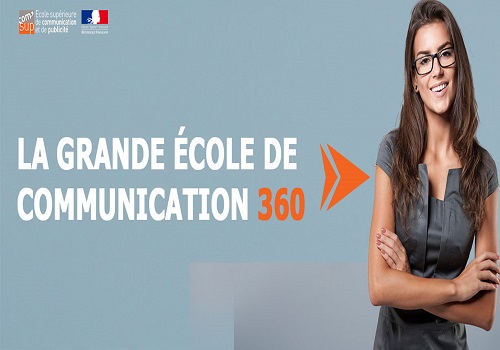 com'
sup
École supérieure
de communication
et de publicité
LA GRANDE ÉCOLE DE
COMMUNICATION 360